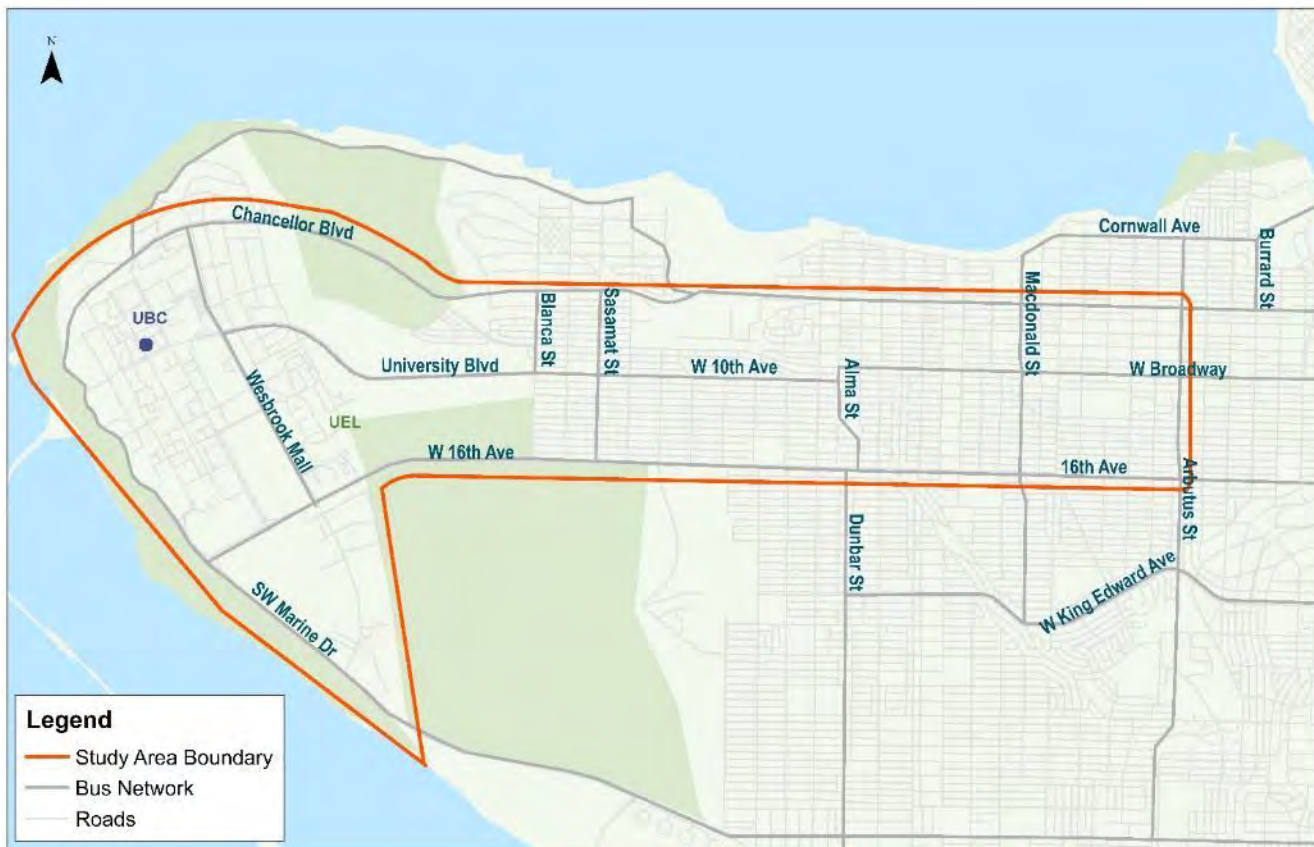 N
Chancellor Blvd
Cornwall Ave
Burrard St
Macdonald St
Blanca St
Sasamat St
UBC
University Blvd
W 10th Ave
Alma St
W Broadway
Wesbrook Mall
UEL
W 16th Ave
16th Ave
Arbutus St
Dunbar St
W King Edward Ave
SW Marine Dr
Legend
Study Area Boundary
Bus Network
Roads